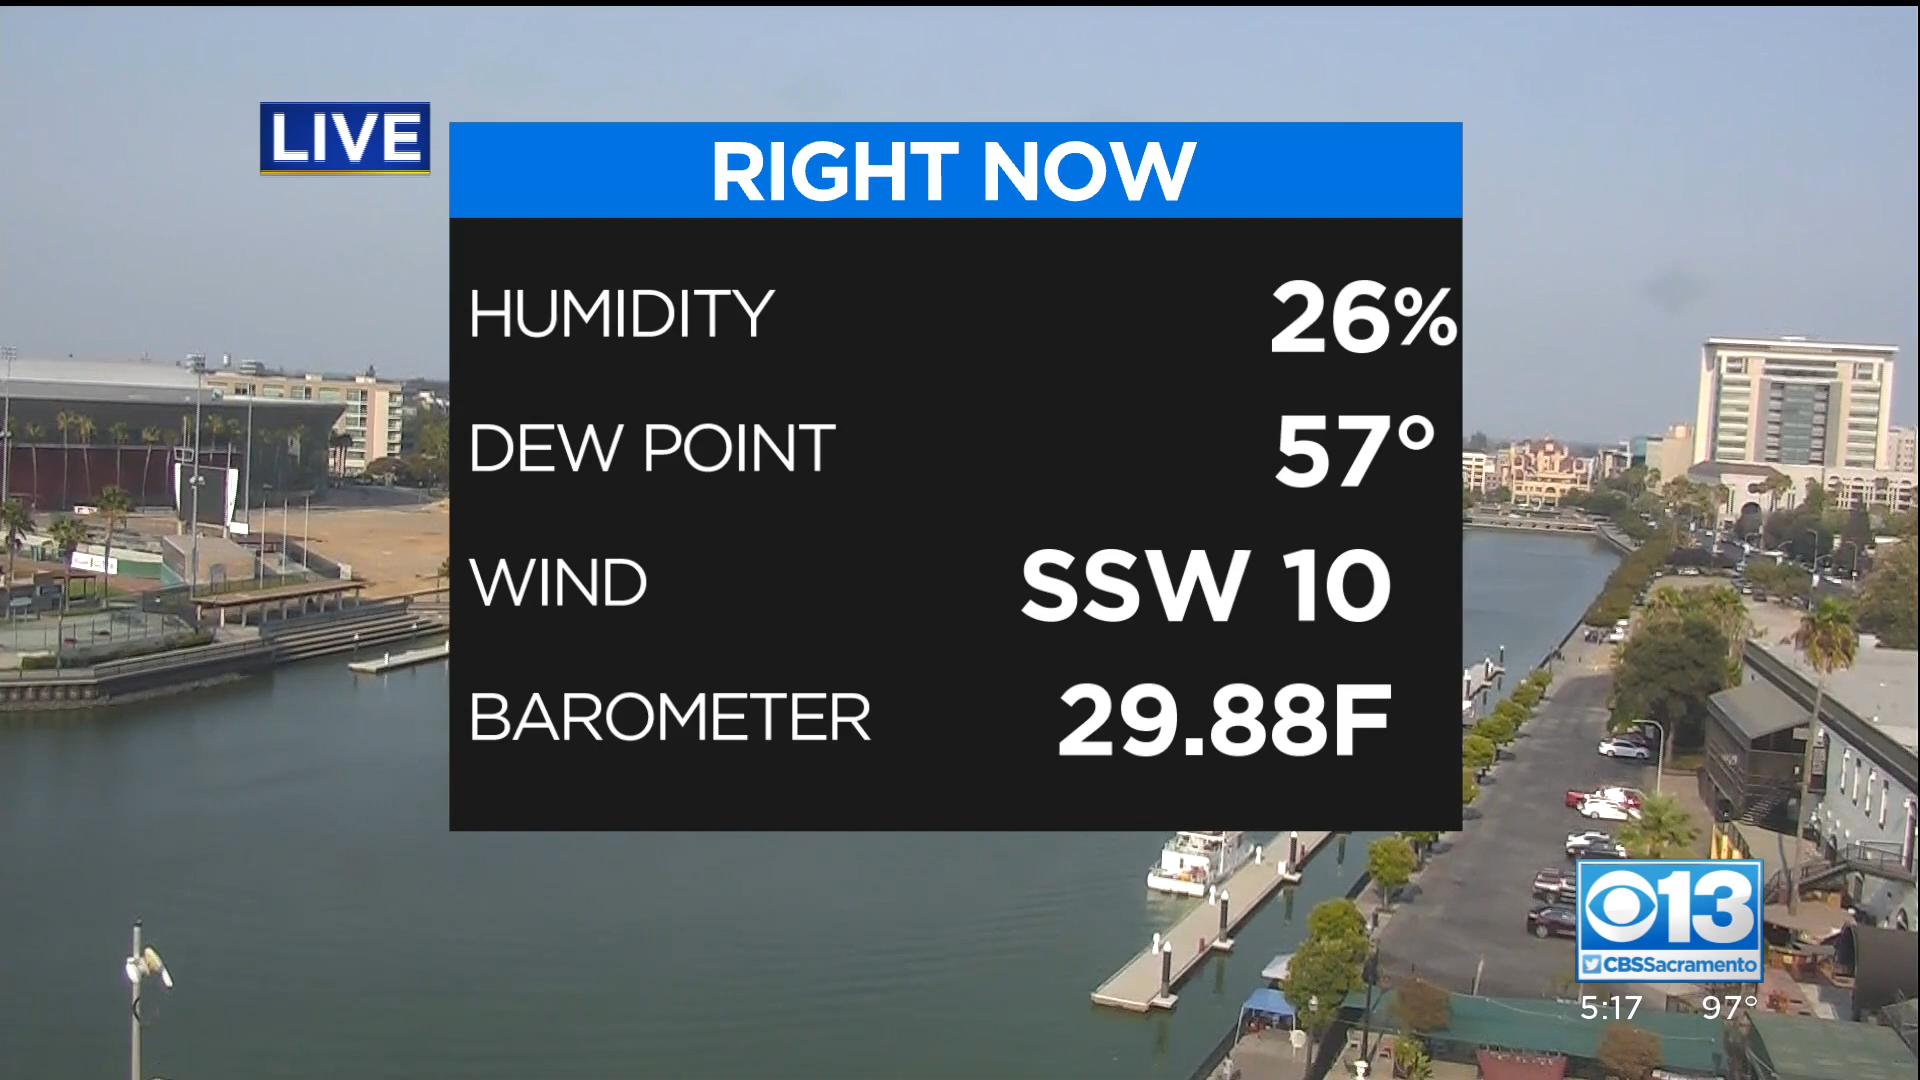 LIVE
RIGHT NOW
HUMIDITY 26%
DEW POINT 57°
WIND SSW 10
BAROMETER 29.88F
13
CBSSacramento
5:17 97°